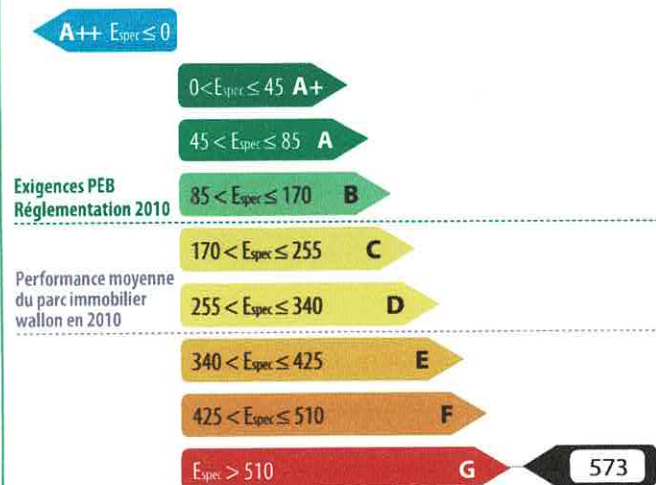 A++ Espec ≤ 0
0 < Espec ≤ 45 A+
45 < Espec ≤ 85 A
Exigences PEB
Réglementation 2010
85 < Espec ≤ 170 B
170 < Espec ≤ 255 C
Performance moyenne
du parc immobilier
wallon en 2010
255 < Espec ≤ 340 D
340 < Espec ≤ 425 E
425 < Espec ≤ 510 F
Espec > 510 G 573